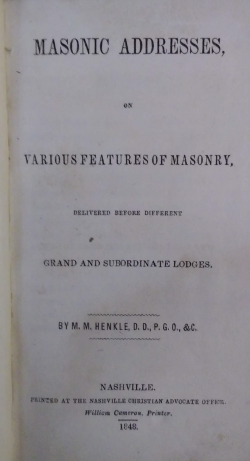 MASONIC ADDRESSES,
ON
VARIOUS FEATURES OF MASONRY,
DELIVERED BEFORE DIFFERENT
GRAND AND SUBORDINATE LODGES.
BY M. M. HENKLE, D. D., P. G. O., &C.
NASHVILLE.
PRINTED AT THE NASHVILLE CHRISTIAN ADVOCATE OFFICE.
William Cameron, Printer.
1848.